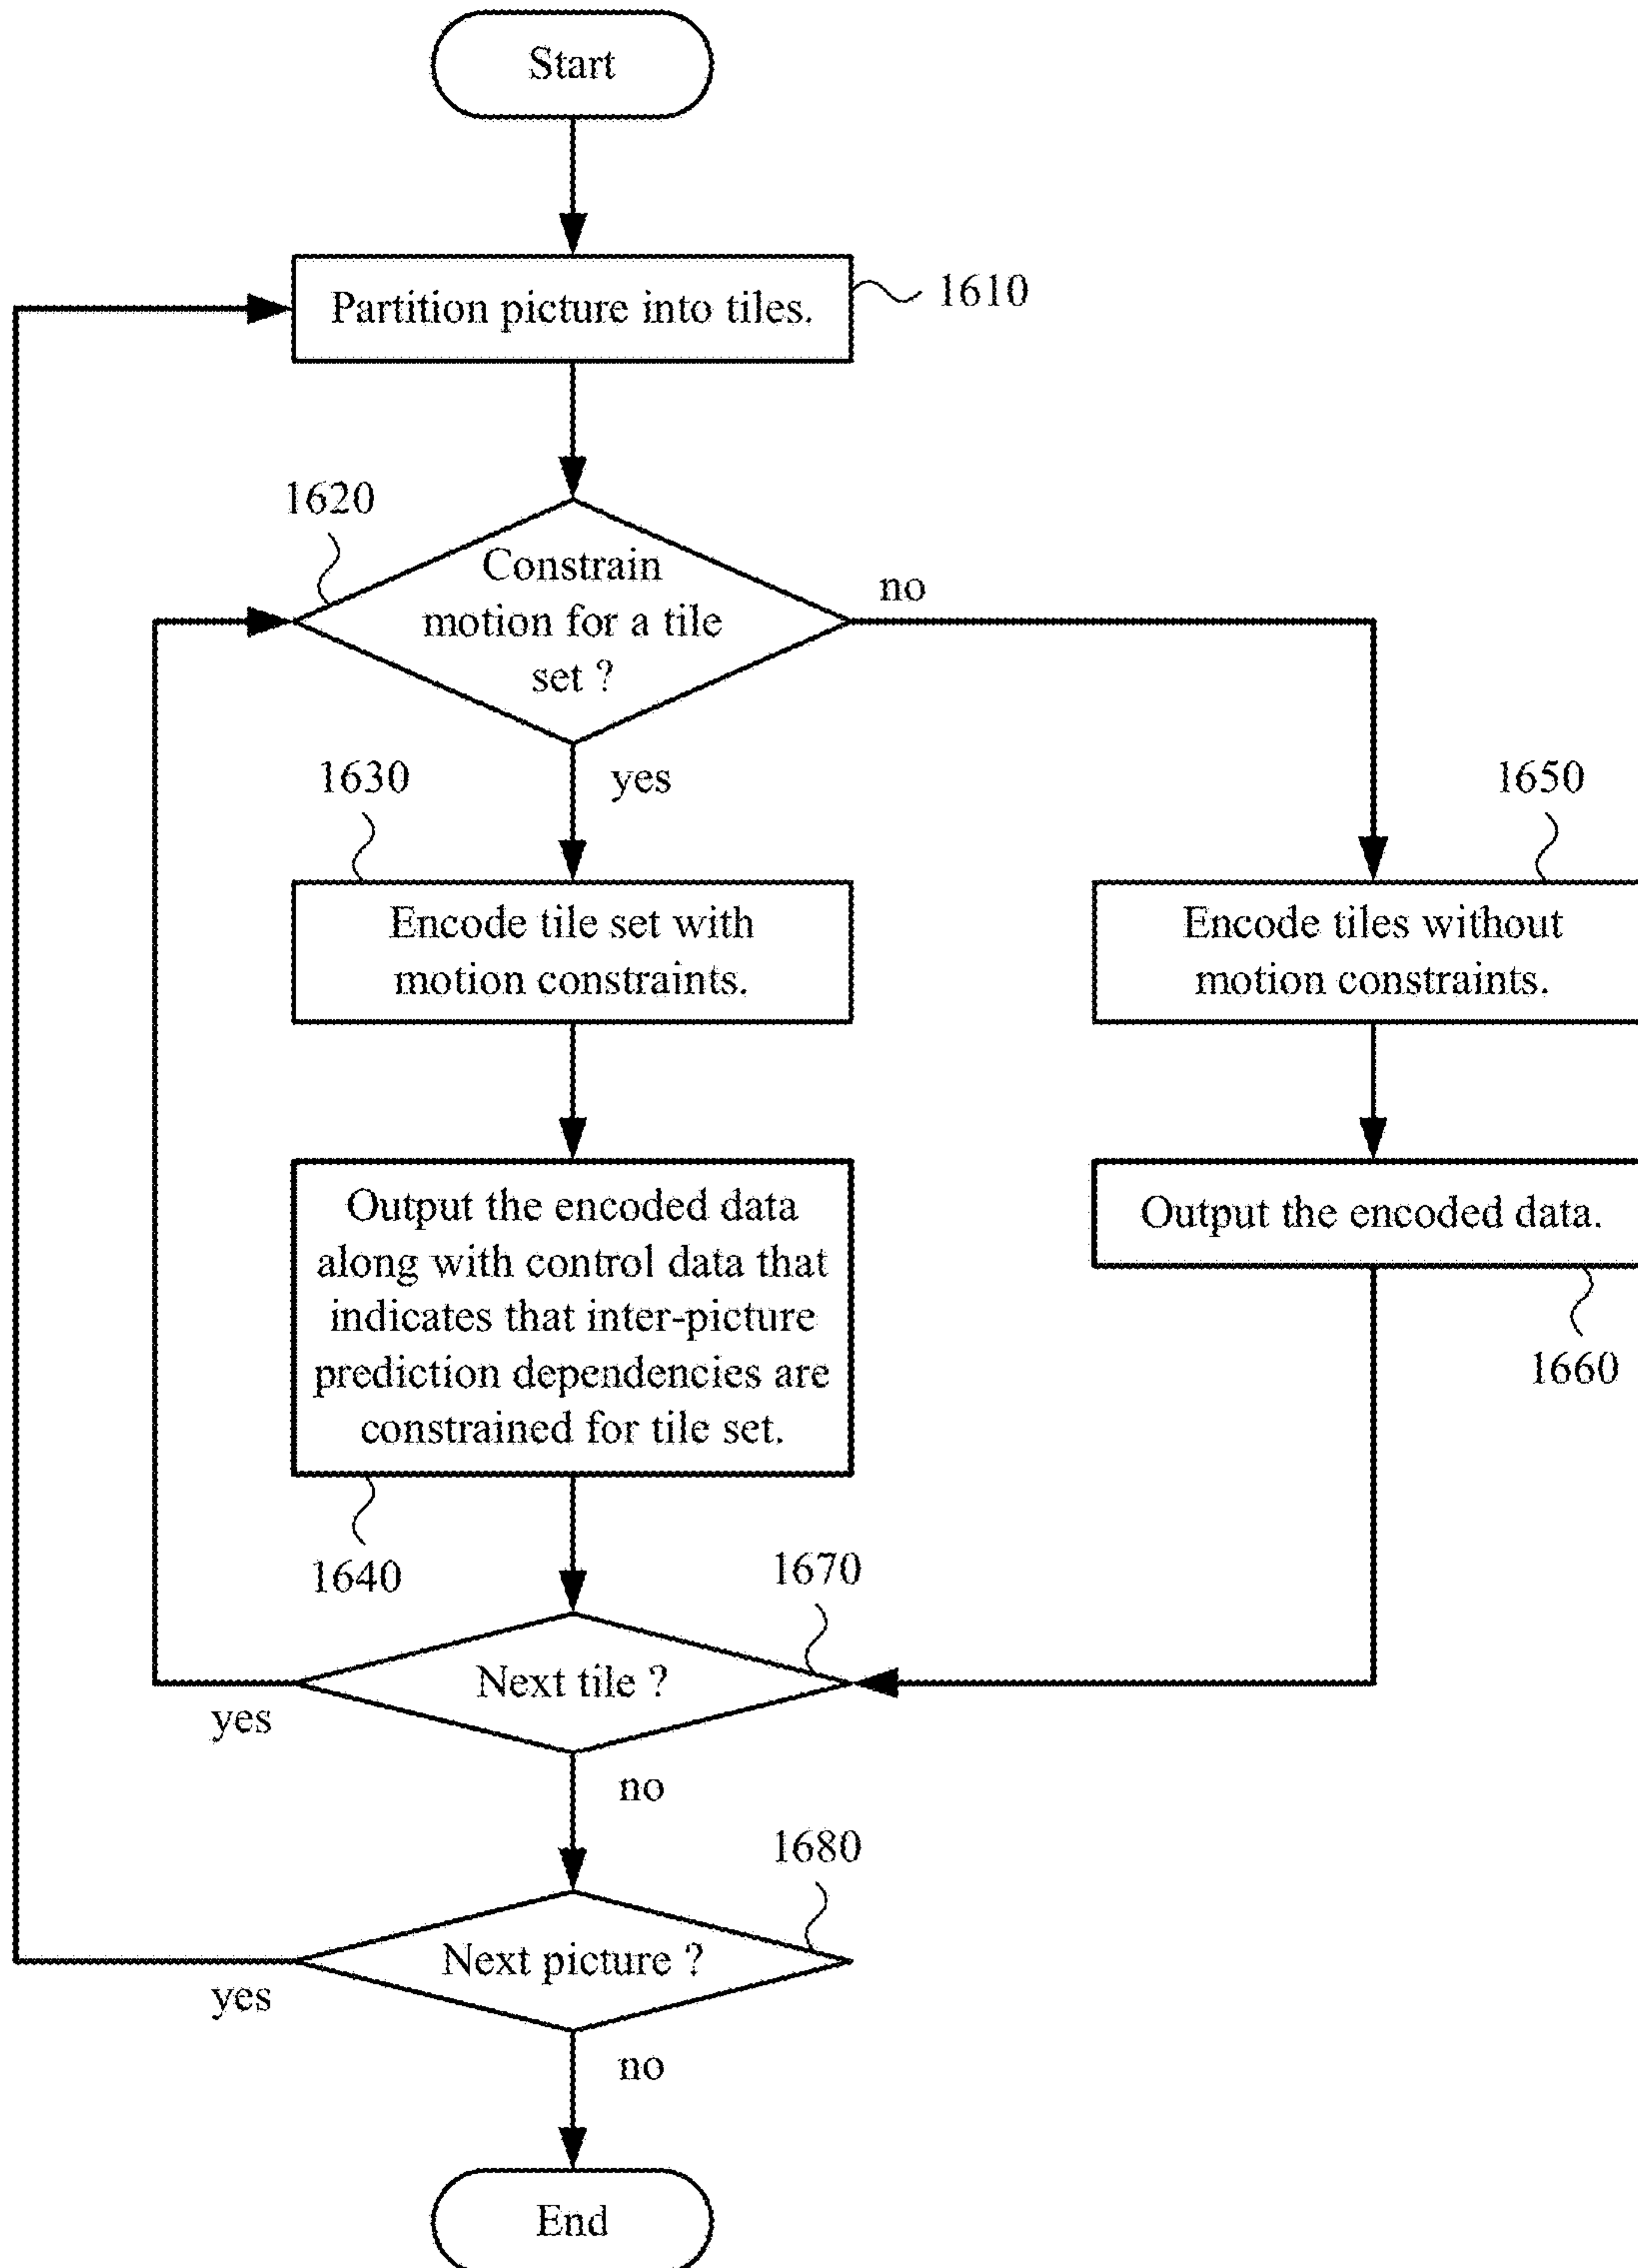 Start
Partition picture into tiles.
1610
1620
Constrain
motion for a tile
set ?
no
yes
1630
1650
Encode tile set with
motion constraints.
Encode tiles without
motion constraints.
Output the encoded data
along with control data that
indicates that inter-picture
prediction dependencies are
constrained for tile set.
Output the encoded data.
1660
1640
1670
Next tile ?
yes
no
1680
Next picture ?
yes
no
End